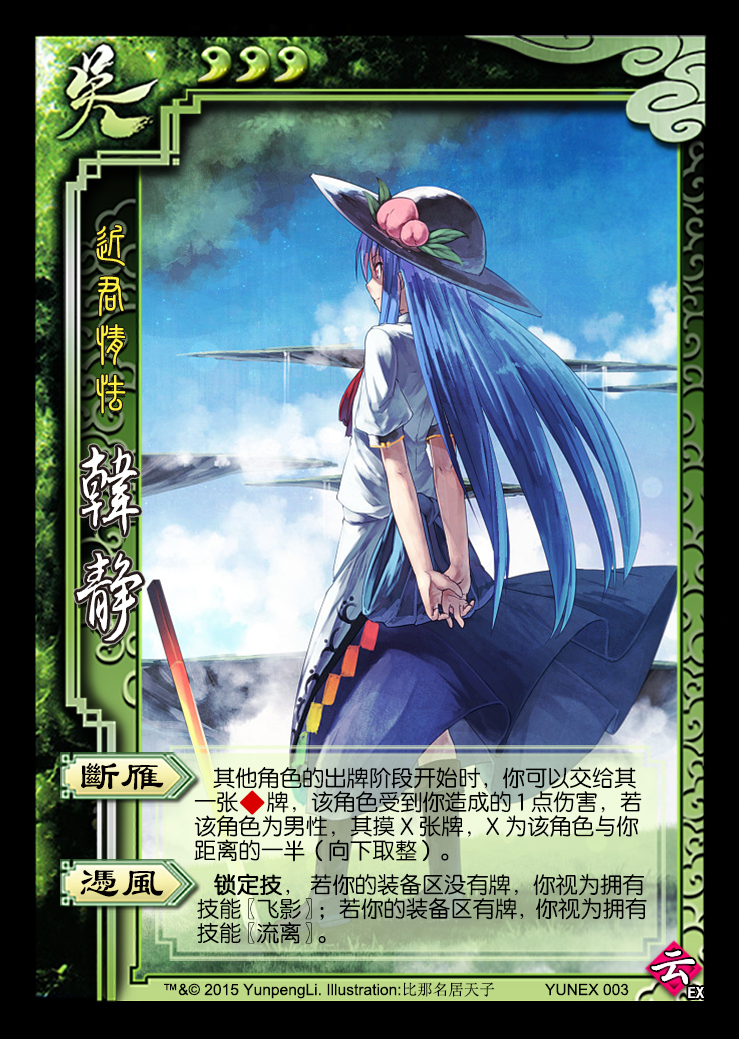 吴
近君情怯
韓靜
斷雁
其他角色的出牌阶段开始时，你可以交给其
一张◆牌，该角色受到你造成的1点伤害，若
该角色为男性，其摸X张牌，X为该角色与你
距离的一半（向下取整）。
憑風
锁定技，若你的装备区没有牌，你视为拥有
技能〖飞影〗；若你的装备区有牌，你视为拥有
技能〖流离〗。
云
EX
™&© 2015 YunpengLi. Illustration:比那名居天子
YUNEX 003